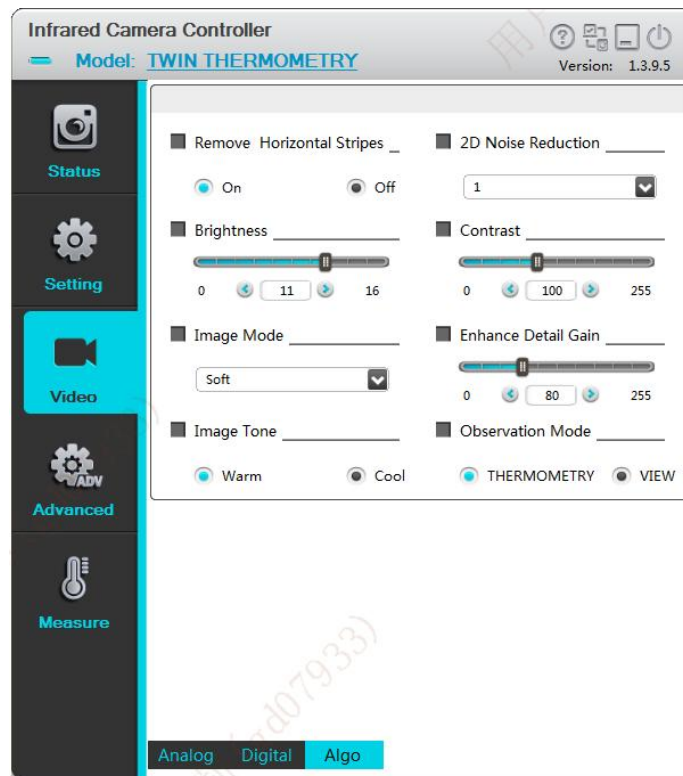 Infrared Camera Controller
Model: TWIN THERMOMETRY
Version: 1.3.9.5
Status
Setting
Video
Advanced
ADV
Measure
Remove Horizontal Stripes
On Off
2D Noise Reduction
1
Brightness
0 11 16
Contrast
0 100 255
Image Mode
Soft
Enhance Detail Gain
0 80 255
Image Tone
Warm Cool
Observation Mode
THERMOMETRY VIEW
Analog Digital Algo